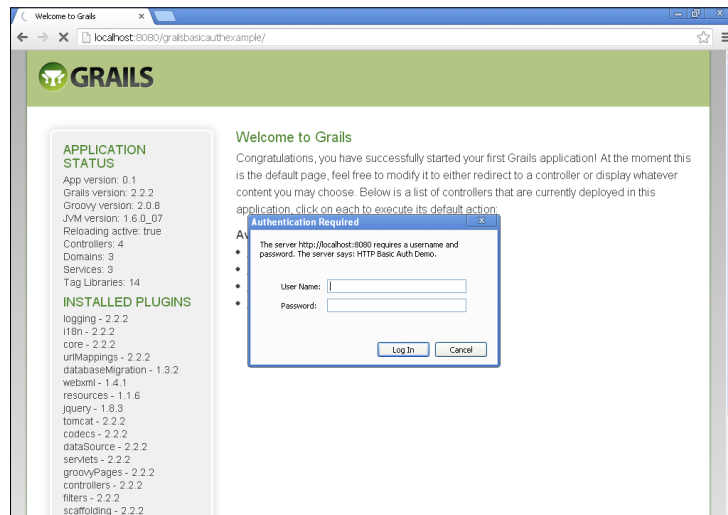 Welcome to Grails
localhost:8080/grailsbasicauthexample/
GRAILS
APPLICATION
STATUS
App version: 0.1
Grails version: 2.2.2
Groovy version: 2.0.8
JVM version: 1.6.0_07
Reloading active: true
Controllers: 4
Domains: 3
Services: 3
Tag Libraries: 14
INSTALLED PLUGINS
logging - 2.2.2
i18n - 2.2.2
core - 2.2.2
urlMappings - 2.2.2
databaseMigration - 1.3.2
webxml - 1.4.1
resources - 1.1.6
jquery - 1.8.3
tomcat - 2.2.2
codecs - 2.2.2
dataSource - 2.2.2
servlets - 2.2.2
groovyPages - 2.2.2
controllers - 2.2.2
filters - 2.2.2
scaffolding - 2.2.2
Welcome to Grails
Congratulations, you have successfully started your first Grails application! At the moment this
is the default page, feel free to modify it to either redirect to a controller or display whatever
content you may choose. Below is a list of controllers that are currently deployed in this
application, click on each to execute its default action:
Authentication Required
The server http://localhost:8080 requires a username and
password. The server says: HTTP Basic Auth Demo.
User Name:
Password:
Log In
Cancel